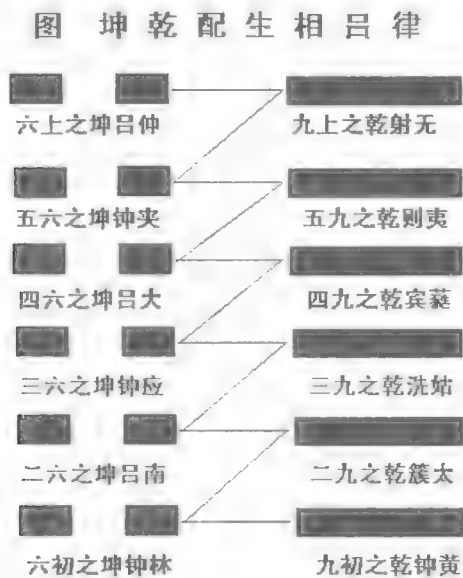 律吕相生配乾坤图
无射乾之上九
仲吕坤之上六
夷则乾之九五
夹钟坤之六五
蕤宾乾之九四
大吕坤之六四
姑洗乾之九三
应钟坤之六三
太簇乾之九二
南吕坤之六二
黄钟乾之初九
林钟坤之初六